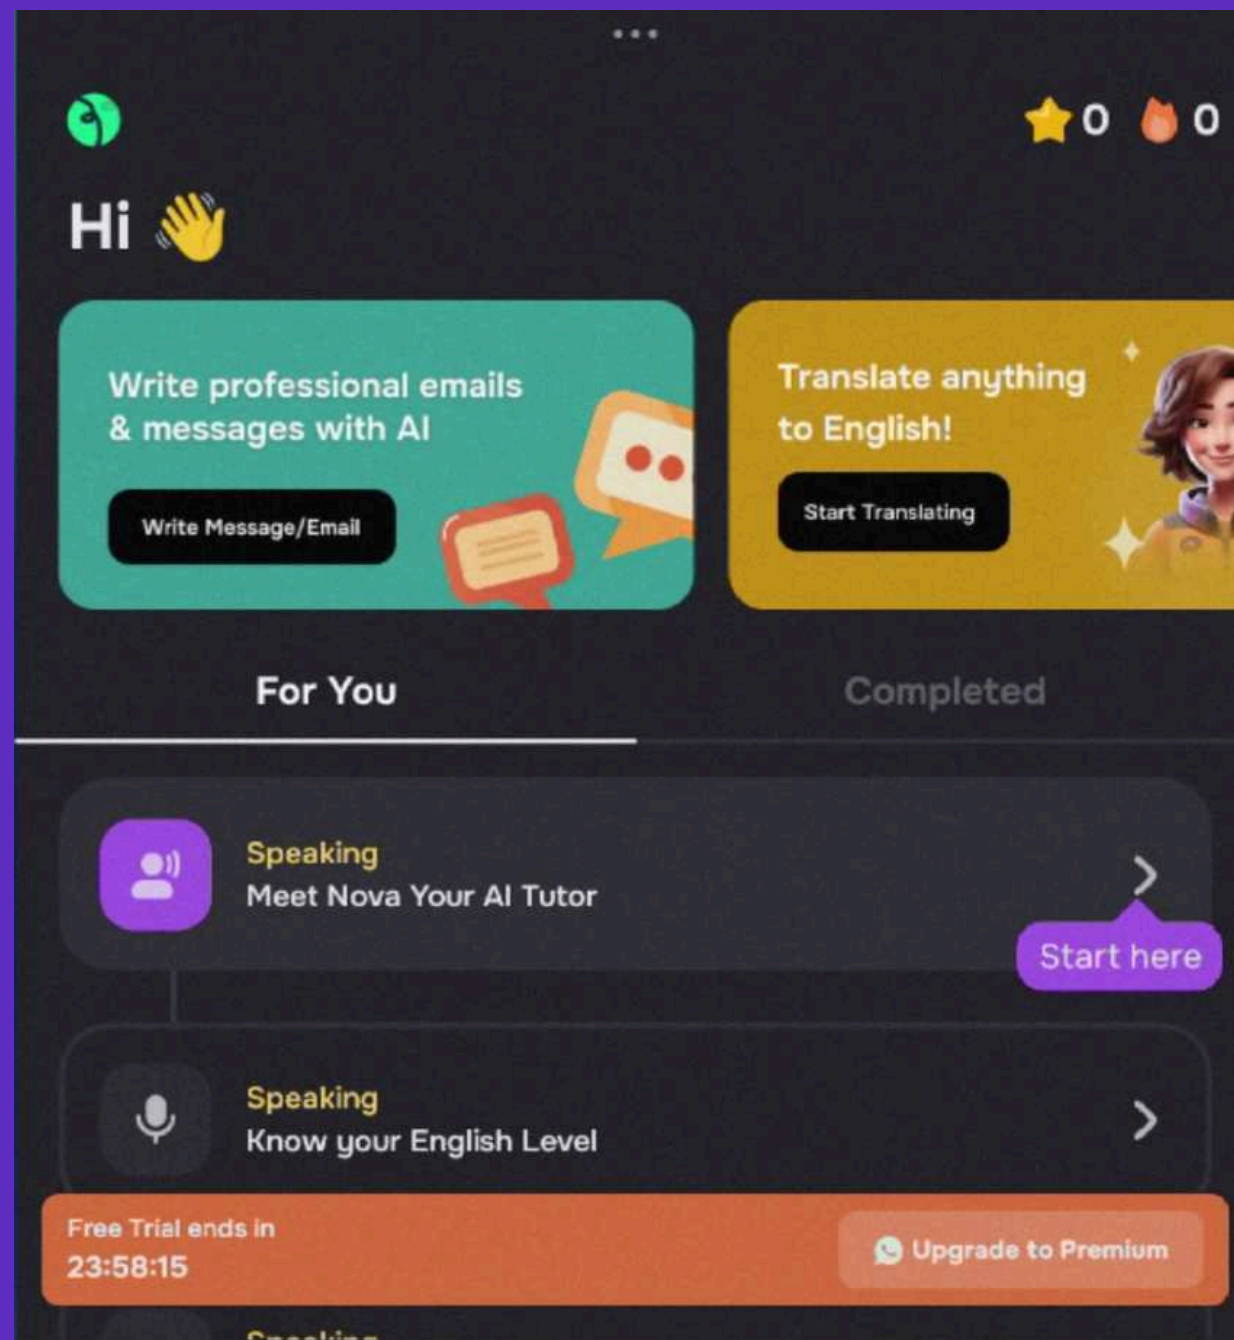 0 0
Hi
Write professional emails
& messages with AI
Write Message/Email
Translate anything
to English!
Start Translating
For You
Completed
Speaking
Meet Nova Your AI Tutor
Start here
Speaking
Know your English Level
Free Trial ends in
23:58:15
Upgrade to Premium
Speaking